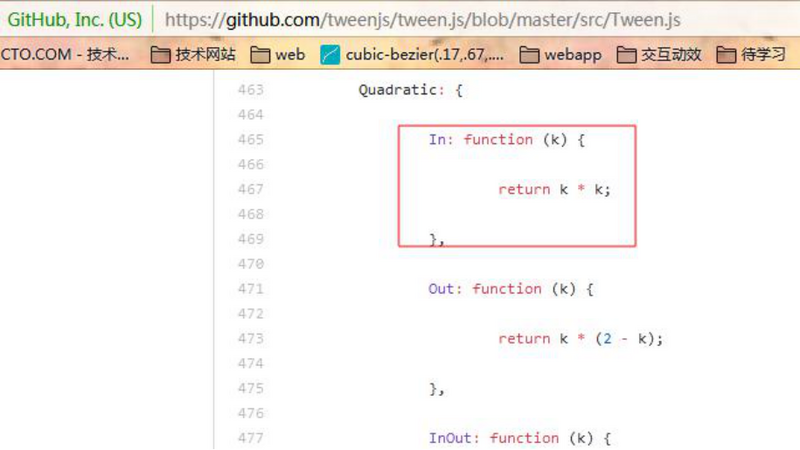 GitHub, Inc. (US) https://github.com/tweenjs/tween.js/blob/master/src/Tween.js
CTO.COM - 技术... 技术网站 web cubic-bezier(.17,.67,.... webapp 交互动效 待学习
463 Quadratic: {
464
465 In: function (k) {
466
467 return k * k;
468
469 },
470
471 Out: function (k) {
472
473 return k * (2 - k);
474
475 },
476
477 InOut: function (k) {